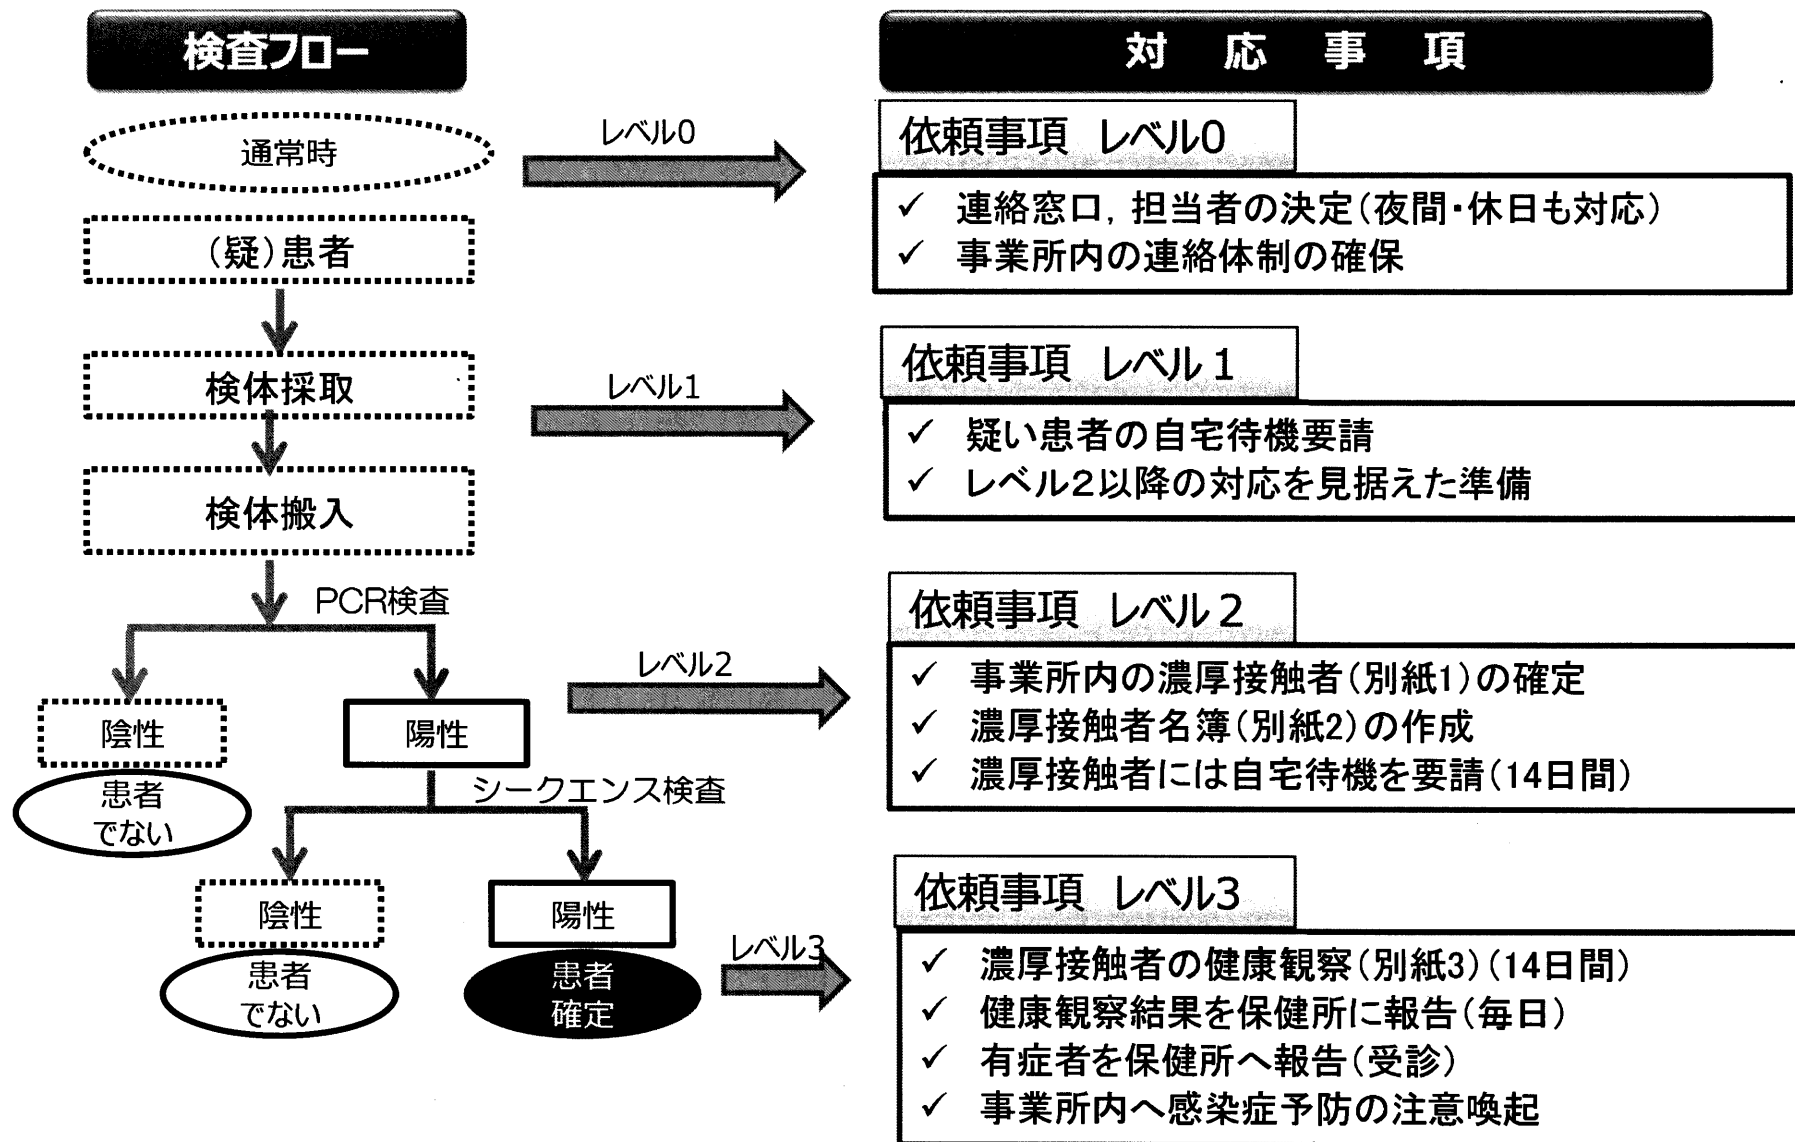 検査フロー
通常時
(疑)患者
検体採取
検体搬入
PCR検査
陰性
陽性
患者
でない
シークエンス検査
陰性
陽性
患者
でない
患者
確定
レベル0
レベル1
レベル2
レベル3
対応事項
依頼事項 レベル0
✓ 連絡窓口,担当者の決定(夜間・休日も対応)
✓ 事業所内の連絡体制の確保
依頼事項 レベル1
✓ 疑い患者の自宅待機要請
✓ レベル2以降の対応を見据えた準備
依頼事項 レベル2
✓ 事業所内の濃厚接触者(別紙1)の確定
✓ 濃厚接触者名簿(別紙2)の作成
✓ 濃厚接触者には自宅待機を要請(14日間)
依頼事項 レベル3
✓ 濃厚接触者の健康観察(別紙3)(14日間)
✓ 健康観察結果を保健所に報告(毎日)
✓ 有症者を保健所へ報告(受診)
✓ 事業所内へ感染症予防の注意喚起